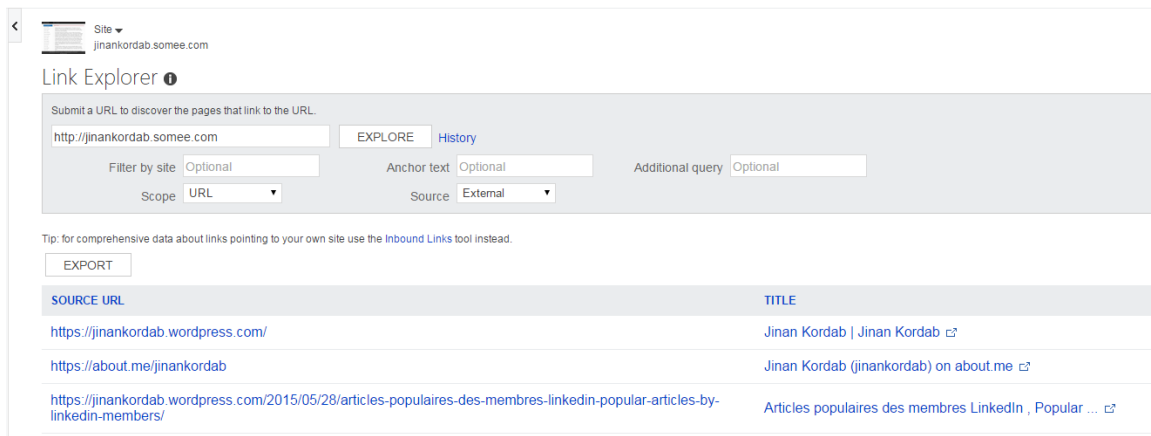 Site
jinankordab.somee.com
Link Explorer
Submit a URL to discover the pages that link to the URL.
http://jinankordab.somee.com EXPLORE History
Filter by site Optional Anchor text Optional Additional query Optional
Scope URL Source External
Tip: for comprehensive data about links pointing to your own site use the Inbound Links tool instead.
EXPORT
SOURCE URL TITLE
https://jinankordab.wordpress.com/ Jinan Kordab | Jinan Kordab
https://about.me/jinankordab Jinan Kordab (jinankordab) on about.me
https://jinankordab.wordpress.com/2015/05/28/articles-populaires-des-membres-linkedin-popular-articles-by-
linkedin-members/ Articles populaires des membres LinkedIn , Popular ...